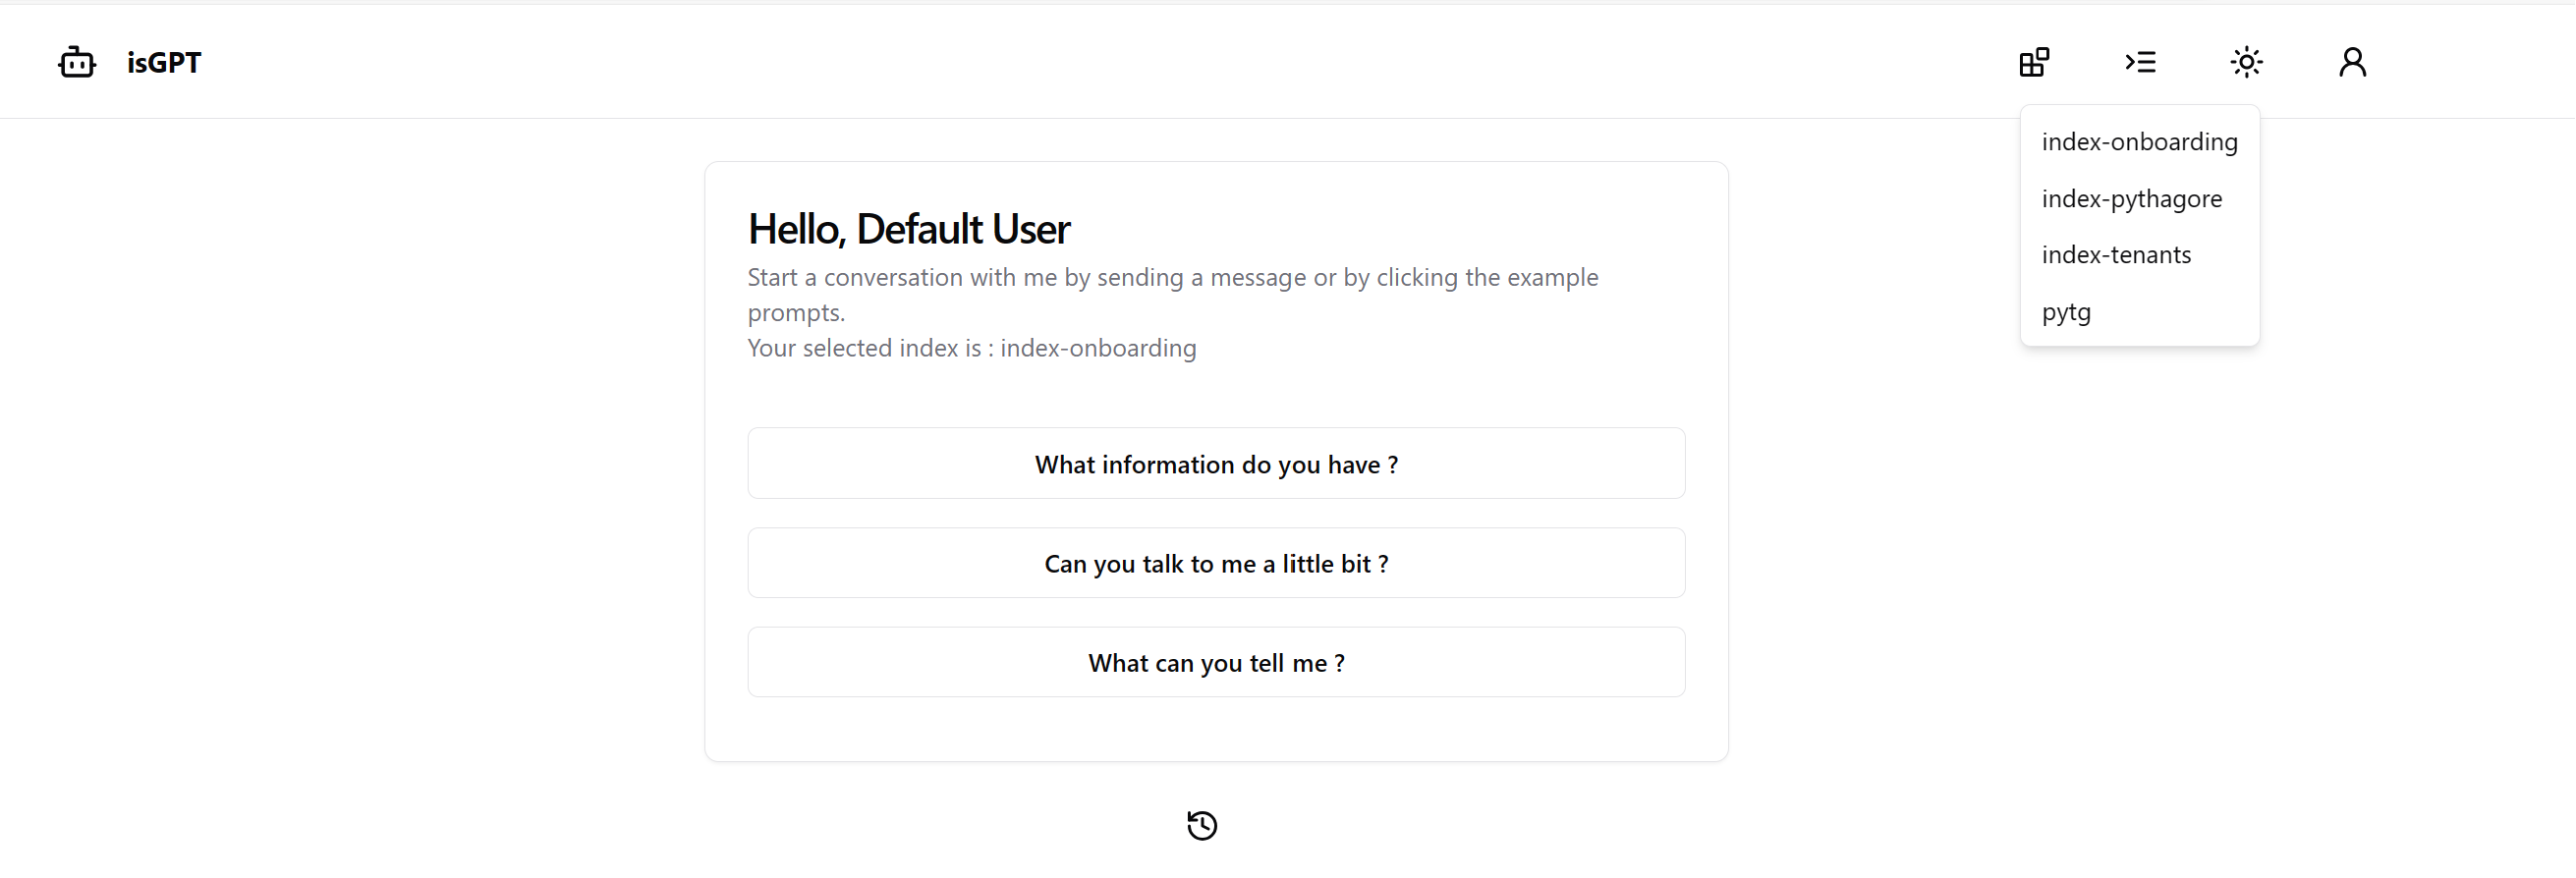 isGPT
index-onboarding
index-pythagore
index-tenants
pytg
Hello, Default User
Start a conversation with me by sending a message or by clicking the example
prompts.
Your selected index is : index-onboarding
What information do you have ?
Can you talk to me a little bit ?
What can you tell me ?